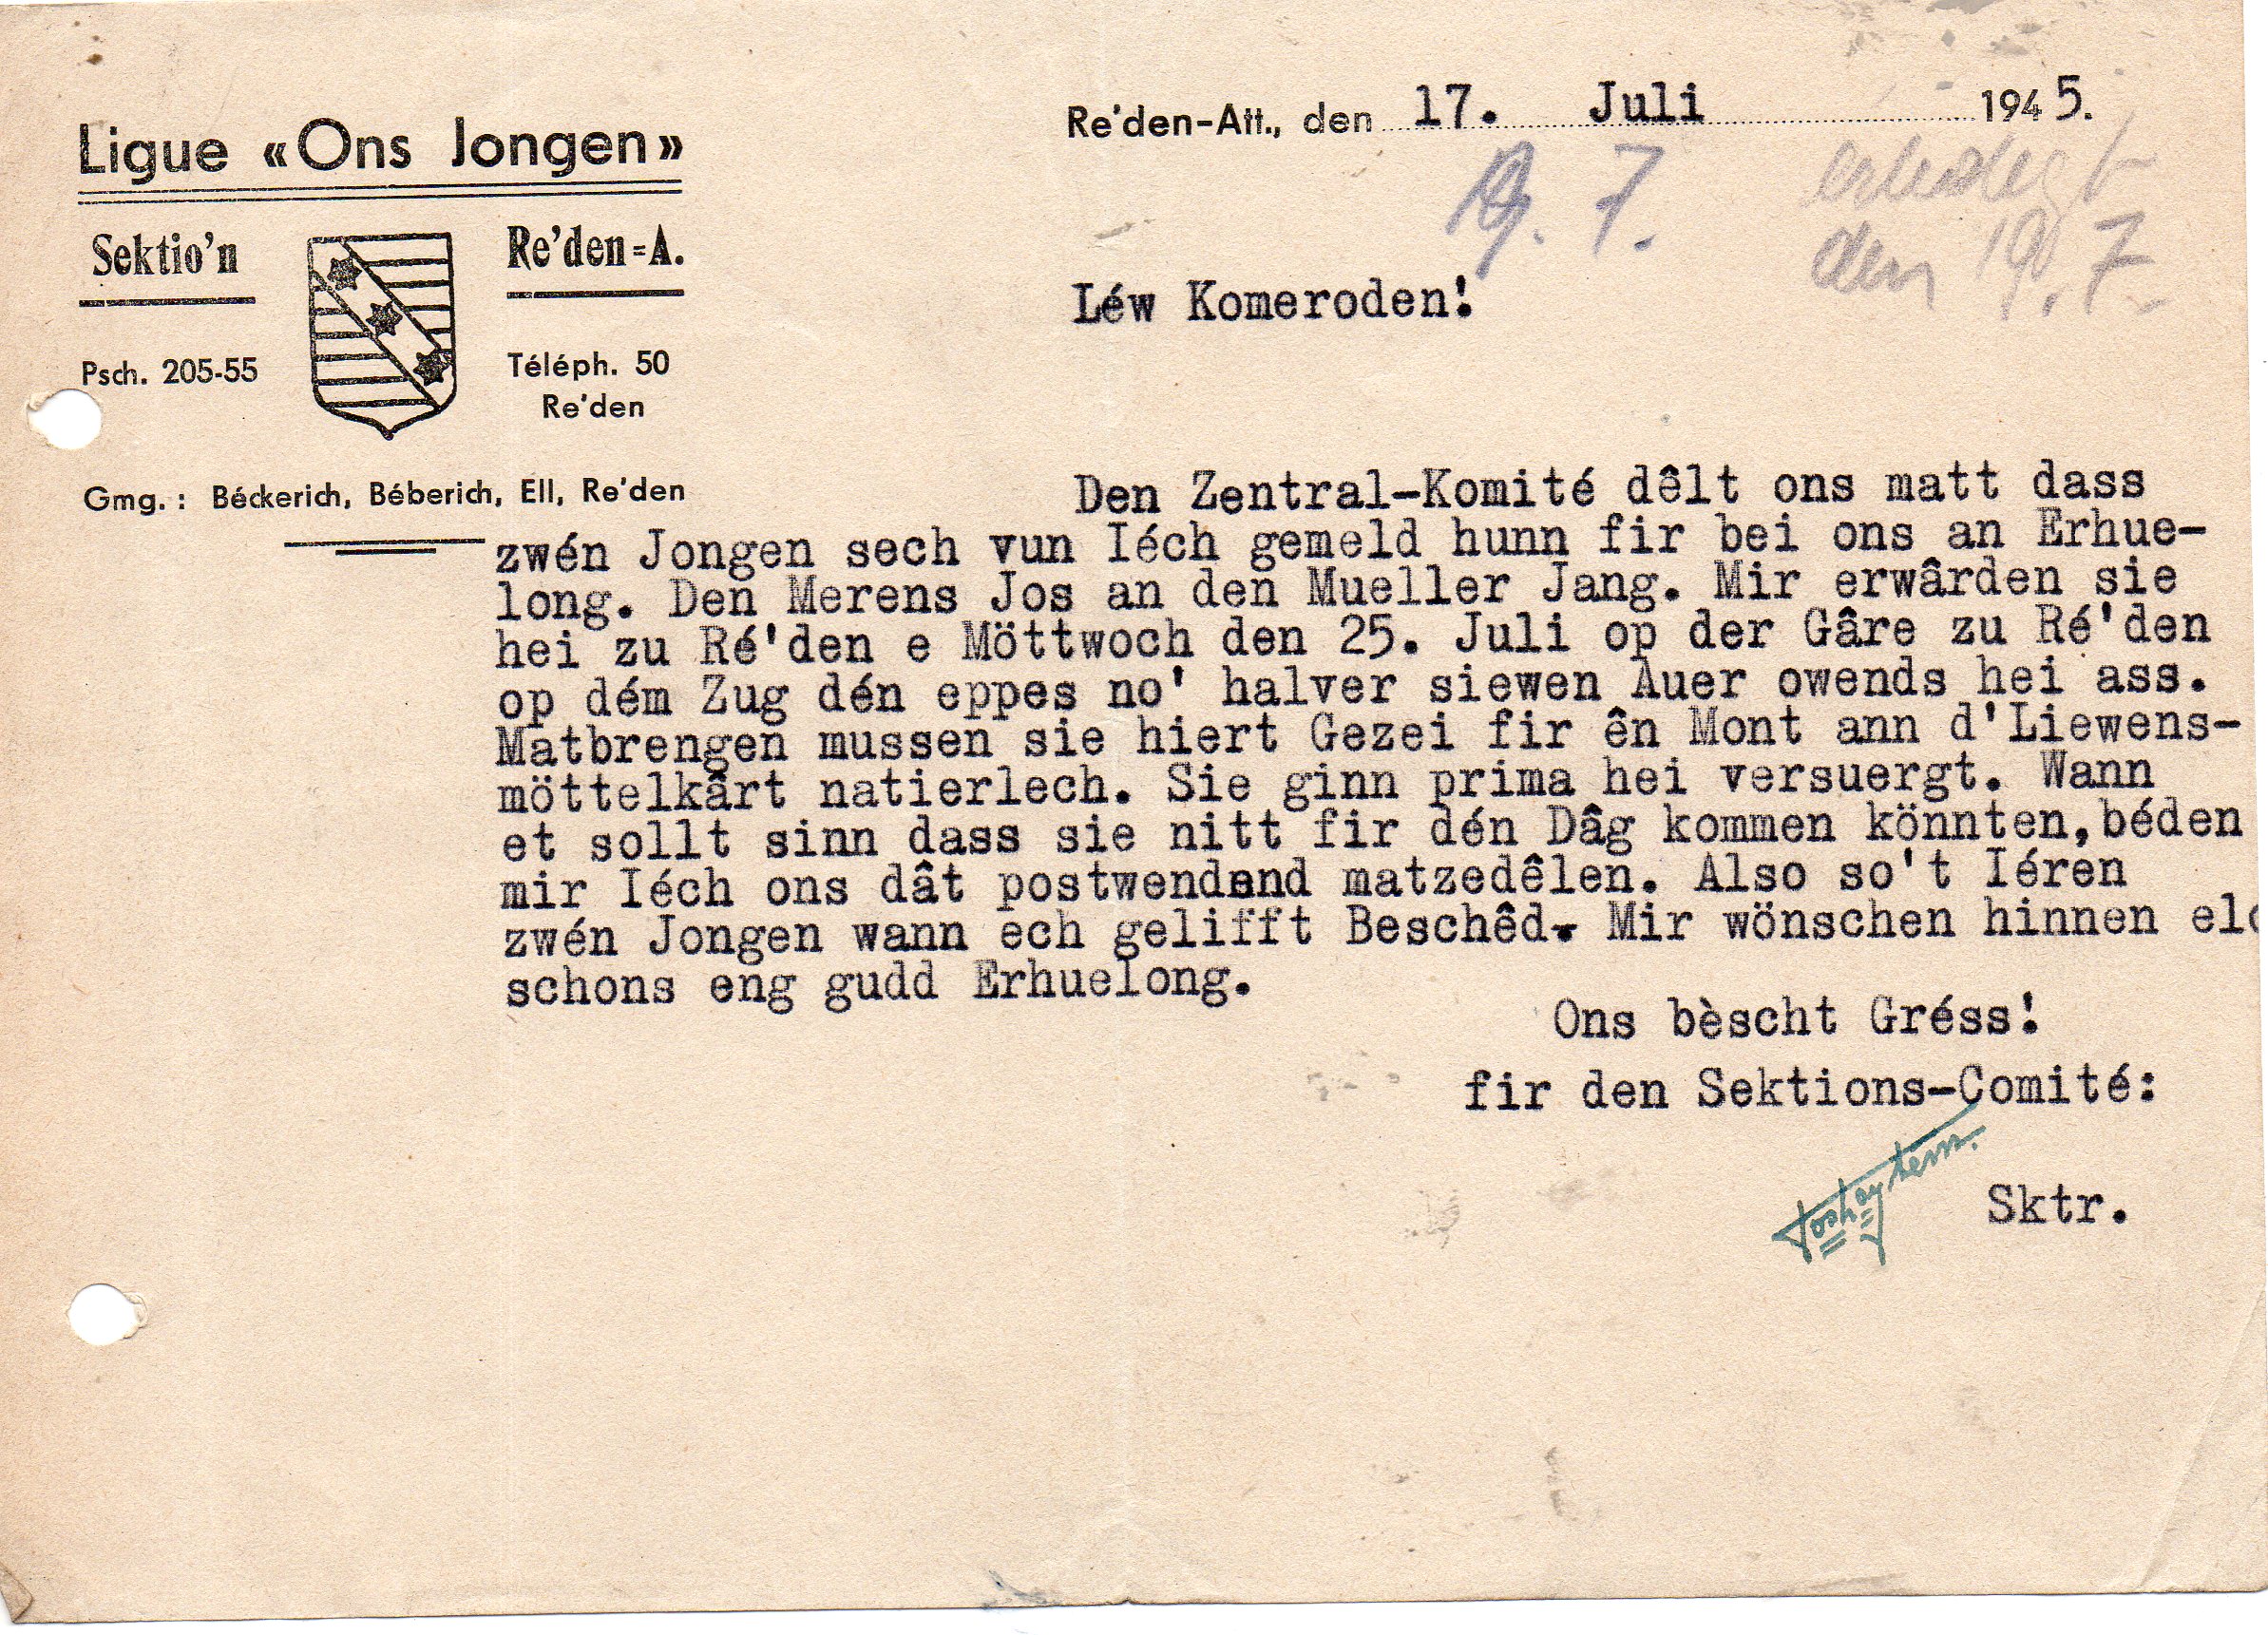 Ligue «Ons Jongen»
Sektio'n Re'den=A.
Psch. 205-55
Téléph. 50
Re'den
Gmg. : Béckerich, Béberich, Ell, Re'den
Re'den-Att., den 17. Juli 1945.
19. 7.
erledegt
den 19. 7.
Léw Komeroden!
Den Zentral-Komité dêlt ons matt dass
zwén Jongen sech vun Iéch gemeld hunn fir bei ons an Erhue-
long. Den Merens Jos an den Mueller Jang. Mir erwârden sie
hei zu Ré'den e Möttwoch den 25. Juli op der Gâre zu Ré'den
op dém Zug dén eppes no' halver siewen Auer owends hei ass.
Matbrengen mussen sie hiert Gezei fir ên Mont ann d'Liewens-
möttelkârt natierlech. Sie ginn prima hei versuergt. Wann
et sollt sinn dass sie nitt fir dén Dâg kommen könnten,béden
mir Iéch ons dât postwendend matzedêlen. Also so't Iéren
zwén Jongen wann ech gelifft Beschêd. Mir wönschen hinnen
schons eng gudd Erhuelong.
Ons bèscht Gréss!
fir den Sektions-Comité:
Sktr.